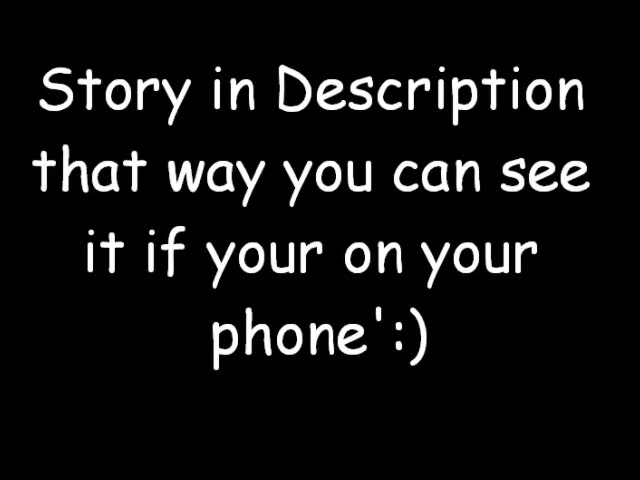 Story in Description
that way you can see
it if your on your
phone':)